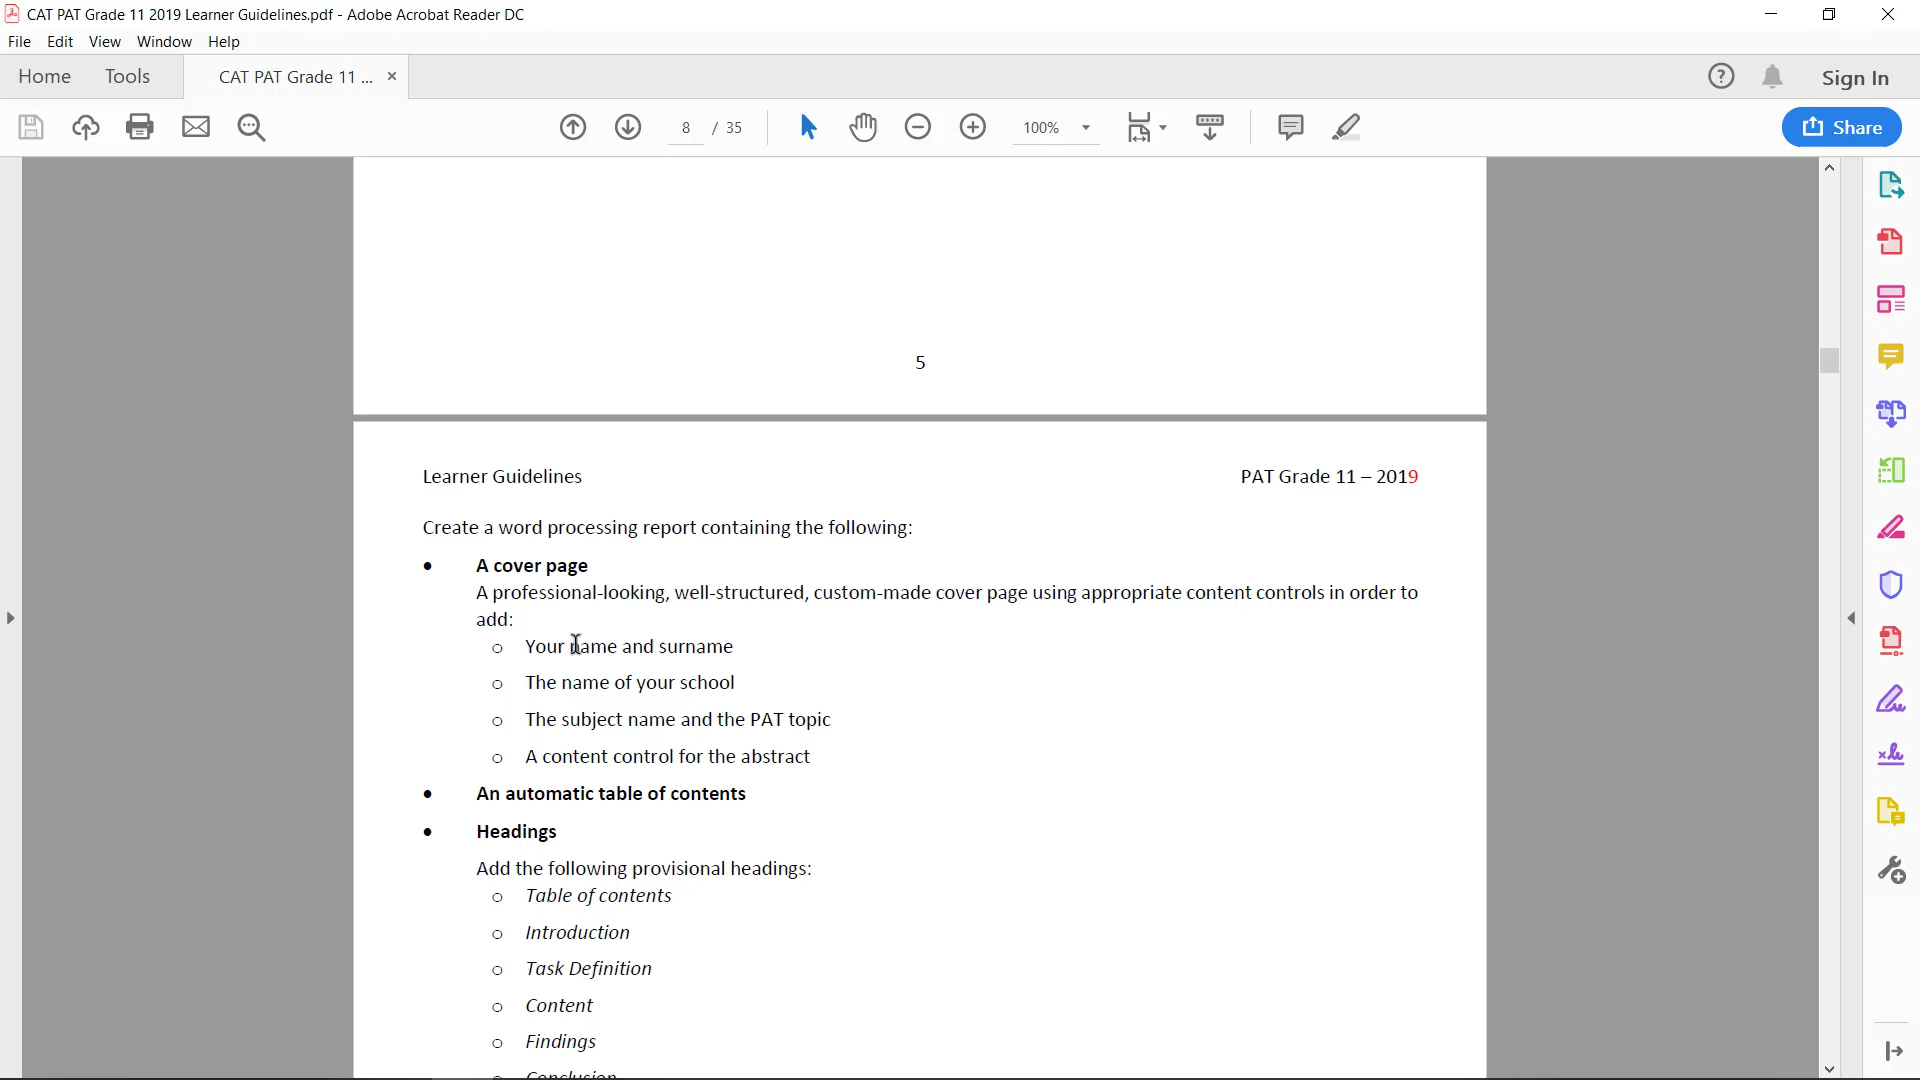 CAT PAT Grade 11 2019 Learner Guidelines.pdf - Adobe Acrobat Reader DC
File Edit View Window Help
Home Tools CAT PAT Grade 11 ... Sign In
8 / 35 100% Share
5
Learner Guidelines PAT Grade 11 – 2019
Create a word processing report containing the following:
• A cover page
A professional-looking, well-structured, custom-made cover page using appropriate content controls in order to
add:
o Your name and surname
o The name of your school
o The subject name and the PAT topic
o A content control for the abstract
• An automatic table of contents
• Headings
Add the following provisional headings:
o Table of contents
o Introduction
o Task Definition
o Content
o Findings
o Conclusion